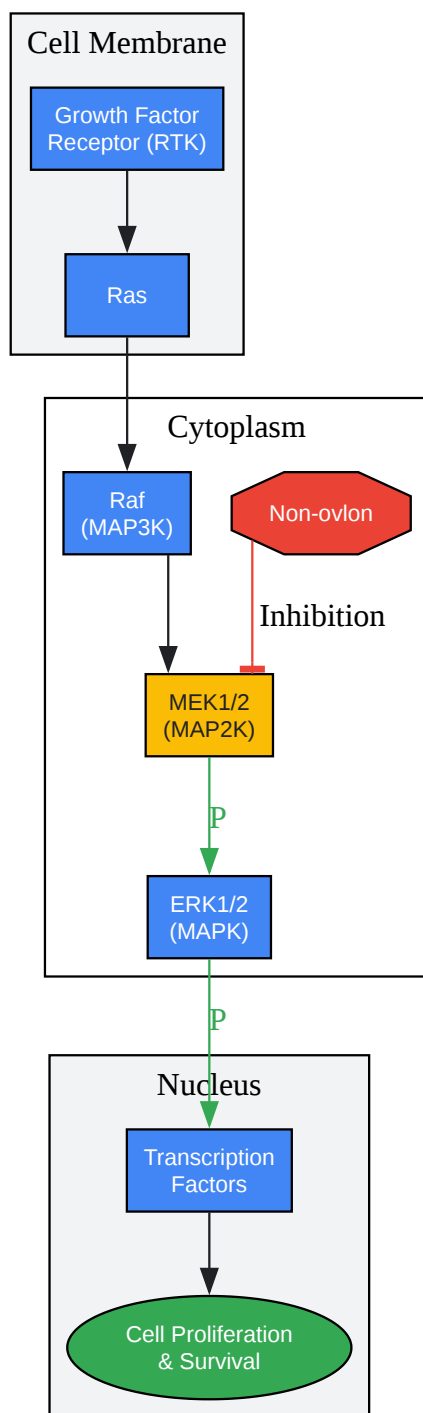 Cell Membrane
Growth Factor
Receptor (RTK)
Ras
Cytoplasm
Raf
(MAP3K)
Non-ovlon
Inhibition
MEK1/2
(MAP2K)
P
ERK1/2
(MAPK)
P
Nucleus
Transcription
Factors
Cell Proliferation
& Survival